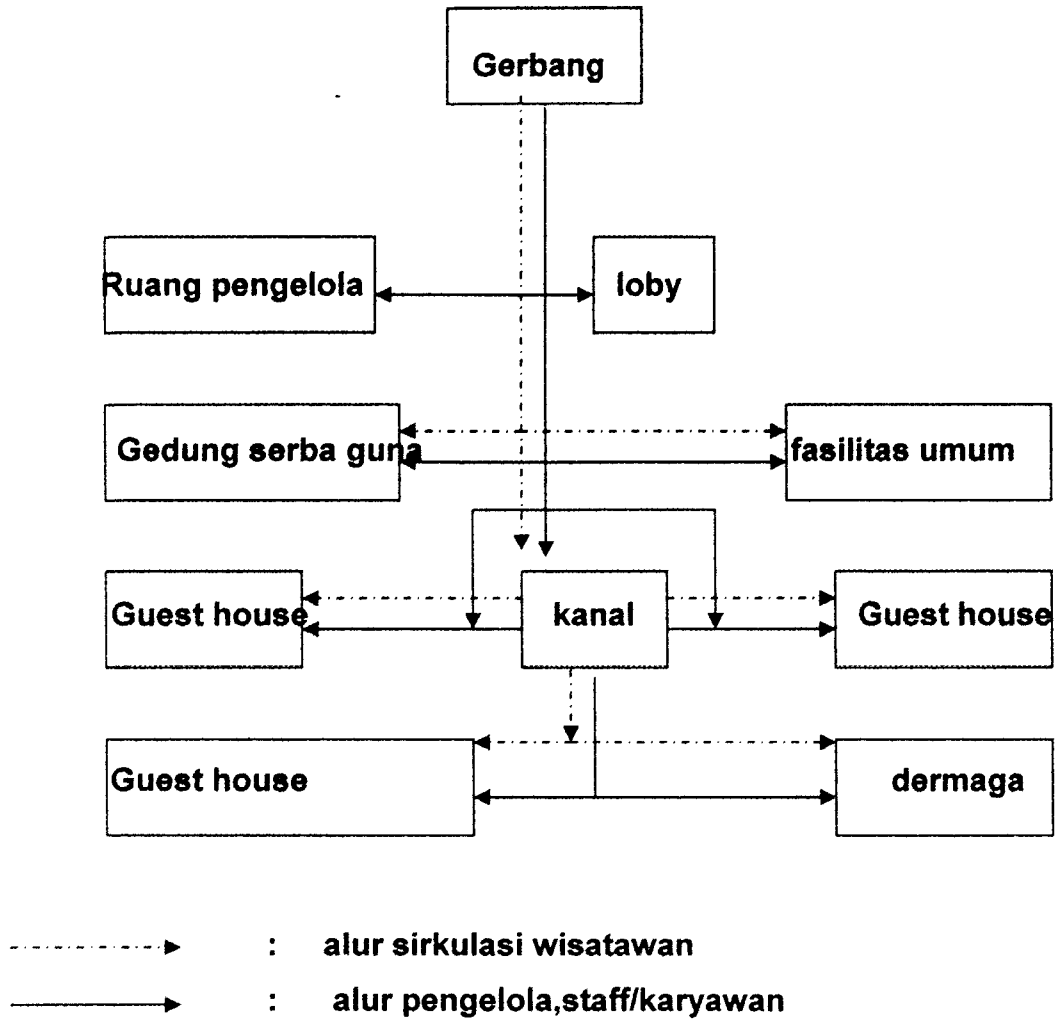 Gerbang
Ruang pengelola
loby
Gedung serba guna
fasilitas umum
Guest house
kanal
Guest house
Guest house
dermaga
: alur sirkulasi wisatawan
: alur pengelola,staff/karyawan